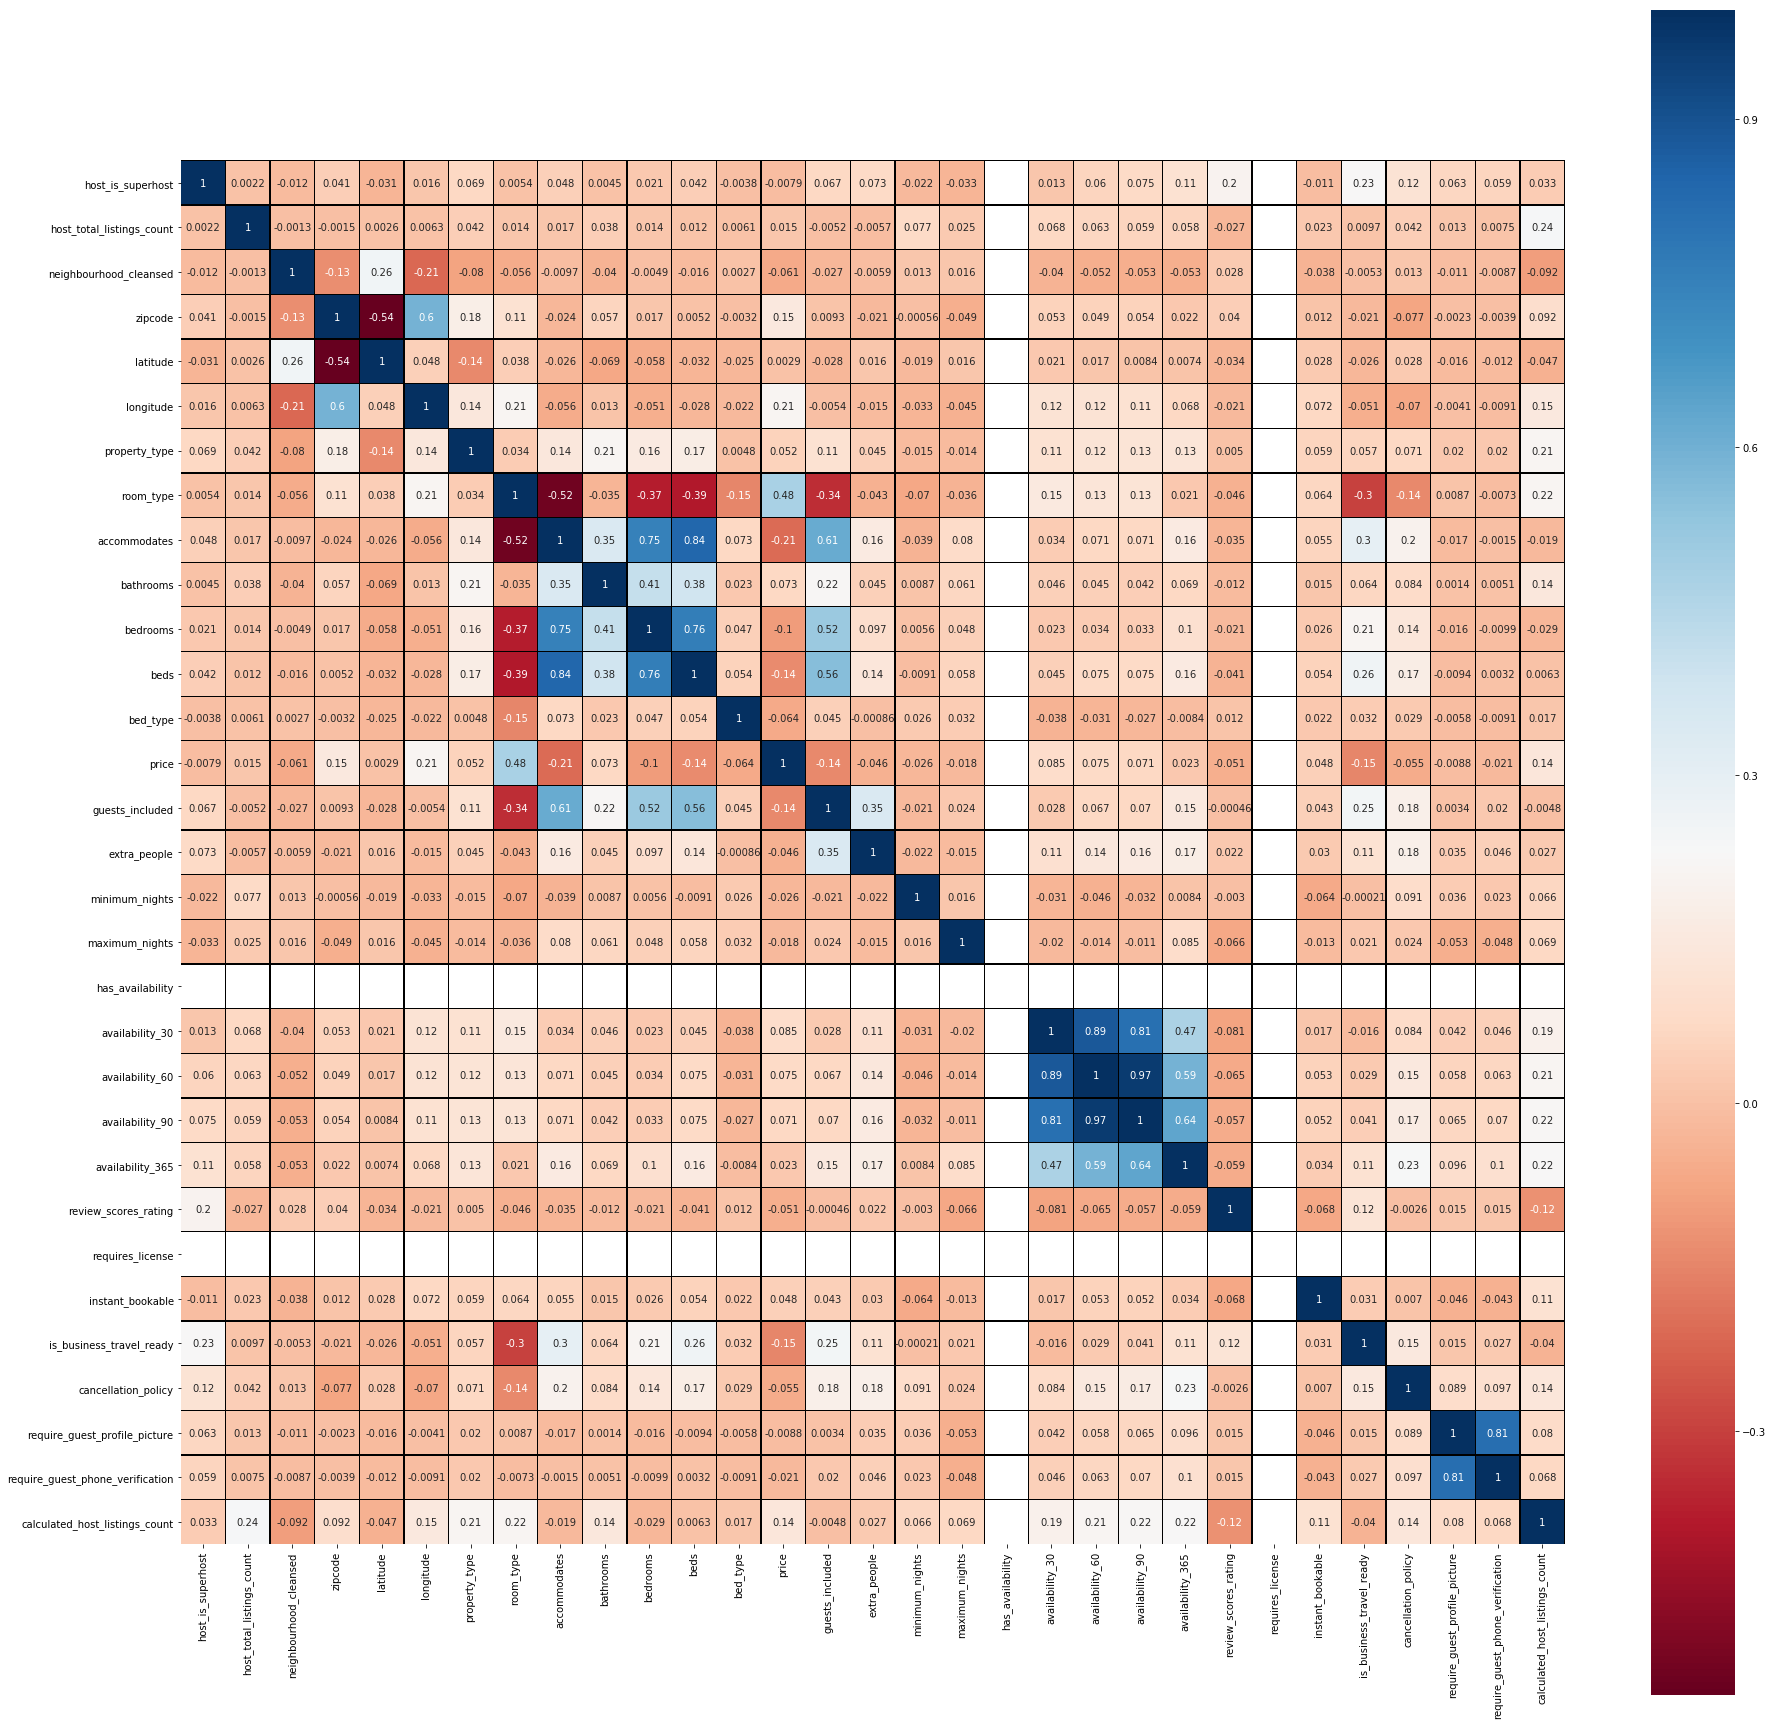 host_is_superhost 1 0.0022 -0.012 0.041 -0.031 0.016 0.069 0.0054 0.048 0.0045 0.021 0.042 -0.0038 -0.0079 0.067 0.073 -0.022 -0.033 0.013 0.06 0.075 0.11 0.2 -0.011 0.23 0.12 0.063 0.059 0.033
host_total_listings_count 0.0022 1 -0.0013 -0.0015 0.0026 0.0063 0.042 0.014 0.017 0.038 0.014 0.012 0.0061 0.015 -0.0052 -0.0057 0.077 0.025 0.068 0.063 0.059 0.058 -0.027 0.023 0.0097 0.042 0.013 0.0075 0.24
neighbourhood_cleansed -0.012 -0.0013 1 -0.13 0.26 -0.21 -0.08 -0.056 -0.0097 -0.04 -0.0049 -0.016 0.0027 -0.061 -0.027 -0.0059 0.013 0.016 -0.04 -0.052 -0.053 -0.053 0.028 -0.038 -0.0053 0.013 -0.011 -0.0087 -0.092
zipcode 0.041 -0.0015 -0.13 1 -0.54 0.6 0.18 0.11 -0.024 0.057 0.017 0.0052 -0.0032 0.15 0.0093 -0.021 -0.00056 -0.049 0.053 0.049 0.054 0.022 0.04 0.012 -0.021 -0.077 -0.0023 -0.0039 0.092
latitude -0.031 0.0026 0.26 -0.54 1 0.048 -0.14 0.038 -0.026 -0.069 -0.058 -0.032 -0.025 0.0029 -0.028 0.016 -0.019 0.016 0.021 0.017 0.0084 0.0074 -0.034 0.028 -0.026 0.028 -0.016 -0.012 -0.047
longitude 0.016 0.0063 -0.21 0.6 0.048 1 0.14 0.21 -0.056 0.013 -0.051 -0.028 -0.022 0.21 -0.0054 -0.015 -0.033 -0.045 0.12 0.12 0.11 0.068 -0.021 0.072 -0.051 -0.07 -0.0041 -0.0091 0.15
property_type 0.069 0.042 -0.08 0.18 -0.14 0.14 1 0.034 0.14 0.21 0.16 0.17 0.0048 0.052 0.11 0.045 -0.015 -0.014 0.11 0.12 0.13 0.13 0.005 0.059 0.057 0.071 0.02 0.02 0.21
room_type 0.0054 0.014 -0.056 0.11 0.038 0.21 0.034 1 -0.52 -0.035 -0.37 -0.39 -0.15 0.48 -0.34 -0.043 -0.07 -0.036 0.15 0.13 0.13 0.021 -0.046 0.064 -0.3 -0.14 0.0087 -0.0073 0.22
accommodates 0.048 0.017 -0.0097 -0.024 -0.026 -0.056 0.14 -0.52 1 0.35 0.75 0.84 0.073 -0.21 0.61 0.16 -0.039 0.08 0.034 0.071 0.071 0.16 -0.035 0.055 0.3 0.2 -0.017 -0.0015 -0.019
bathrooms 0.0045 0.038 -0.04 0.057 -0.069 0.013 0.21 -0.035 0.35 1 0.41 0.38 0.023 0.073 0.22 0.045 0.0087 0.061 0.046 0.045 0.042 0.069 -0.012 0.015 0.064 0.084 0.0014 0.0051 0.14
bedrooms 0.021 0.014 -0.0049 0.017 -0.058 -0.051 0.16 -0.37 0.75 0.41 1 0.76 0.047 -0.1 0.52 0.097 0.0056 0.048 0.023 0.034 0.033 0.1 -0.021 0.026 0.21 0.14 -0.016 -0.0099 -0.029
beds 0.042 0.012 -0.016 0.0052 -0.032 -0.028 0.17 -0.39 0.84 0.38 0.76 1 0.054 -0.14 0.56 0.14 -0.0091 0.058 0.045 0.075 0.075 0.16 -0.041 0.054 0.26 0.17 -0.0094 0.0032 0.0063
bed_type -0.0038 0.0061 0.0027 -0.0032 -0.025 -0.022 0.0048 -0.15 0.073 0.023 0.047 0.054 1 -0.064 0.045 -0.00086 0.026 0.032 -0.038 -0.031 -0.027 -0.0084 0.012 0.022 0.032 0.029 -0.0058 -0.0091 0.017
price -0.0079 0.015 -0.061 0.15 0.0029 0.21 0.052 0.48 -0.21 0.073 -0.1 -0.14 -0.064 1 -0.14 -0.046 -0.026 -0.018 0.085 0.075 0.071 0.023 -0.051 0.048 -0.15 -0.055 -0.0088 -0.021 0.14
guests_included 0.067 -0.0052 -0.027 0.0093 -0.028 -0.0054 0.11 -0.34 0.61 0.22 0.52 0.56 0.045 -0.14 1 0.35 -0.021 0.024 0.028 0.067 0.07 0.15 -0.00046 0.043 0.25 0.18 0.0034 0.02 -0.0048
extra_people 0.073 -0.0057 -0.0059 -0.021 0.016 -0.015 0.045 -0.043 0.16 0.045 0.097 0.14 -0.00086 -0.046 0.35 1 -0.022 -0.015 0.11 0.14 0.16 0.17 0.022 0.03 0.11 0.18 0.035 0.046 0.027
minimum_nights -0.022 0.077 0.013 -0.00056 -0.019 -0.033 -0.015 -0.07 -0.039 0.0087 0.0056 -0.0091 0.026 -0.026 -0.021 -0.022 1 0.016 -0.031 -0.046 -0.032 0.0084 -0.003 -0.064 -0.00021 0.091 0.036 0.023 0.066
maximum_nights -0.033 0.025 0.016 -0.049 0.016 -0.045 -0.014 -0.036 0.08 0.061 0.048 0.058 0.032 -0.018 0.024 -0.015 0.016 1 -0.02 -0.014 -0.011 0.085 -0.066 -0.013 0.021 0.024 -0.053 -0.048 0.069
has_availability
availability_30 0.013 0.068 -0.04 0.053 0.021 0.12 0.11 0.15 0.034 0.046 0.023 0.045 -0.038 0.085 0.028 0.11 -0.031 -0.02 1 0.89 0.81 0.47 -0.081 0.017 -0.016 0.084 0.042 0.046 0.19
availability_60 0.06 0.063 -0.052 0.049 0.017 0.12 0.12 0.13 0.071 0.045 0.034 0.075 -0.031 0.075 0.067 0.14 -0.046 -0.014 0.89 1 0.97 0.59 -0.065 0.053 0.029 0.15 0.058 0.063 0.21
availability_90 0.075 0.059 -0.053 0.054 0.0084 0.11 0.13 0.13 0.071 0.042 0.033 0.075 -0.027 0.071 0.07 0.16 -0.032 -0.011 0.81 0.97 1 0.64 -0.057 0.052 0.041 0.17 0.065 0.07 0.22
availability_365 0.11 0.058 -0.053 0.022 0.0074 0.068 0.13 0.021 0.16 0.069 0.1 0.16 -0.0084 0.023 0.15 0.17 0.0084 0.085 0.47 0.59 0.64 1 -0.059 0.034 0.11 0.23 0.096 0.1 0.22
review_scores_rating 0.2 -0.027 0.028 0.04 -0.034 -0.021 0.005 -0.046 -0.035 -0.012 -0.021 -0.041 0.012 -0.051 -0.00046 0.022 -0.003 -0.066 -0.081 -0.065 -0.057 -0.059 1 -0.068 0.12 -0.0026 0.015 0.015 -0.12
requires_license
instant_bookable -0.011 0.023 -0.038 0.012 0.028 0.072 0.059 0.064 0.055 0.015 0.026 0.054 0.022 0.048 0.043 0.03 -0.064 -0.013 0.017 0.053 0.052 0.034 -0.068 1 0.031 0.007 -0.046 -0.043 0.11
is_business_travel_ready 0.23 0.0097 -0.0053 -0.021 -0.026 -0.051 0.057 -0.3 0.3 0.064 0.21 0.26 0.032 -0.15 0.25 0.11 -0.00021 0.021 -0.016 0.029 0.041 0.11 0.12 0.031 1 0.15 0.015 0.027 -0.04
cancellation_policy 0.12 0.042 0.013 -0.077 0.028 -0.07 0.071 -0.14 0.2 0.084 0.14 0.17 0.029 -0.055 0.18 0.18 0.091 0.024 0.084 0.15 0.17 0.23 -0.0026 0.007 0.15 1 0.089 0.097 0.14
require_guest_profile_picture 0.063 0.013 -0.011 -0.0023 -0.016 -0.0041 0.02 0.0087 -0.017 0.0014 -0.016 -0.0094 -0.0058 -0.0088 0.0034 0.035 0.036 -0.053 0.042 0.058 0.065 0.096 0.015 -0.046 0.015 0.089 1 0.81 0.08
require_guest_phone_verification 0.059 0.0075 -0.0087 -0.0039 -0.012 -0.0091 0.02 -0.0073 -0.0015 0.0051 -0.0099 0.0032 -0.0091 -0.021 0.02 0.046 0.023 -0.048 0.046 0.063 0.07 0.1 0.015 -0.043 0.027 0.097 0.81 1 0.068
calculated_host_listings_count 0.033 0.24 -0.092 0.092 -0.047 0.15 0.21 0.22 -0.019 0.14 -0.029 0.0063 0.017 0.14 -0.0048 0.027 0.066 0.069 0.19 0.21 0.22 0.22 -0.12 0.11 -0.04 0.14 0.08 0.068 1
host_is_superhost
host_total_listings_count
neighbourhood_cleansed
zipcode
latitude
longitude
property_type
room_type
accommodates
bathrooms
bedrooms
beds
bed_type
price
guests_included
extra_people
minimum_nights
maximum_nights
has_availability
availability_30
availability_60
availability_90
availability_365
review_scores_rating
requires_license
instant_bookable
is_business_travel_ready
cancellation_policy
require_guest_profile_picture
require_guest_phone_verification
calculated_host_listings_count
0.9
0.6
0.3
0.0
−0.3